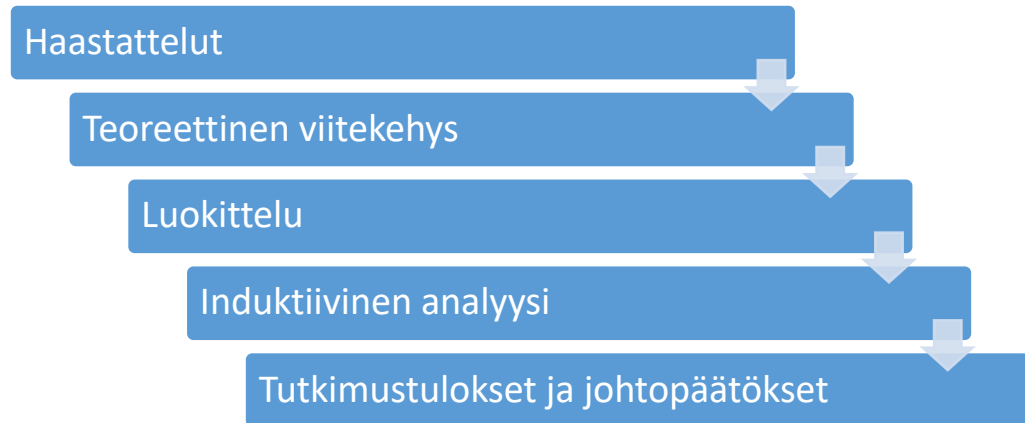 Haastattelut
Teoreettinen viitekehys
Luokittelu
Induktiivinen analyysi
Tutkimustulokset ja johtopäätökset